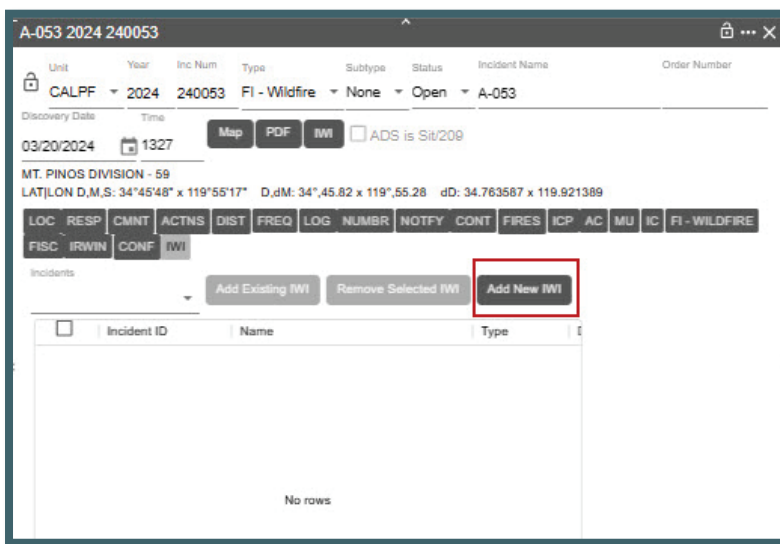 A-053 2024 240053
Unit Year Inc Num Type Subtype Status Incident Name Order Number
CALPF 2024 240053 FI - Wildfire None Open A-053
Discovery Date Time
03/20/2024 1327 Map PDF IWI ADS is Sit/209
MT. PINOS DIVISION - 59
LAT|LON D,M,S: 34°45'48" x 119°55'17" D,dM: 34°,45.82 x 119°,55.28 dD: 34.763587 x 119.921389
LOC RESP CMNT ACTNS DIST FREQ LOG NUMBR NOTFY CONT FIRES ICP AC MU IC FI - WILDFIRE
FISC IRWIN CONF IWI
Incidents
Add Existing IWI Remove Selected IWI Add New IWI
Incident ID Name Type
No rows